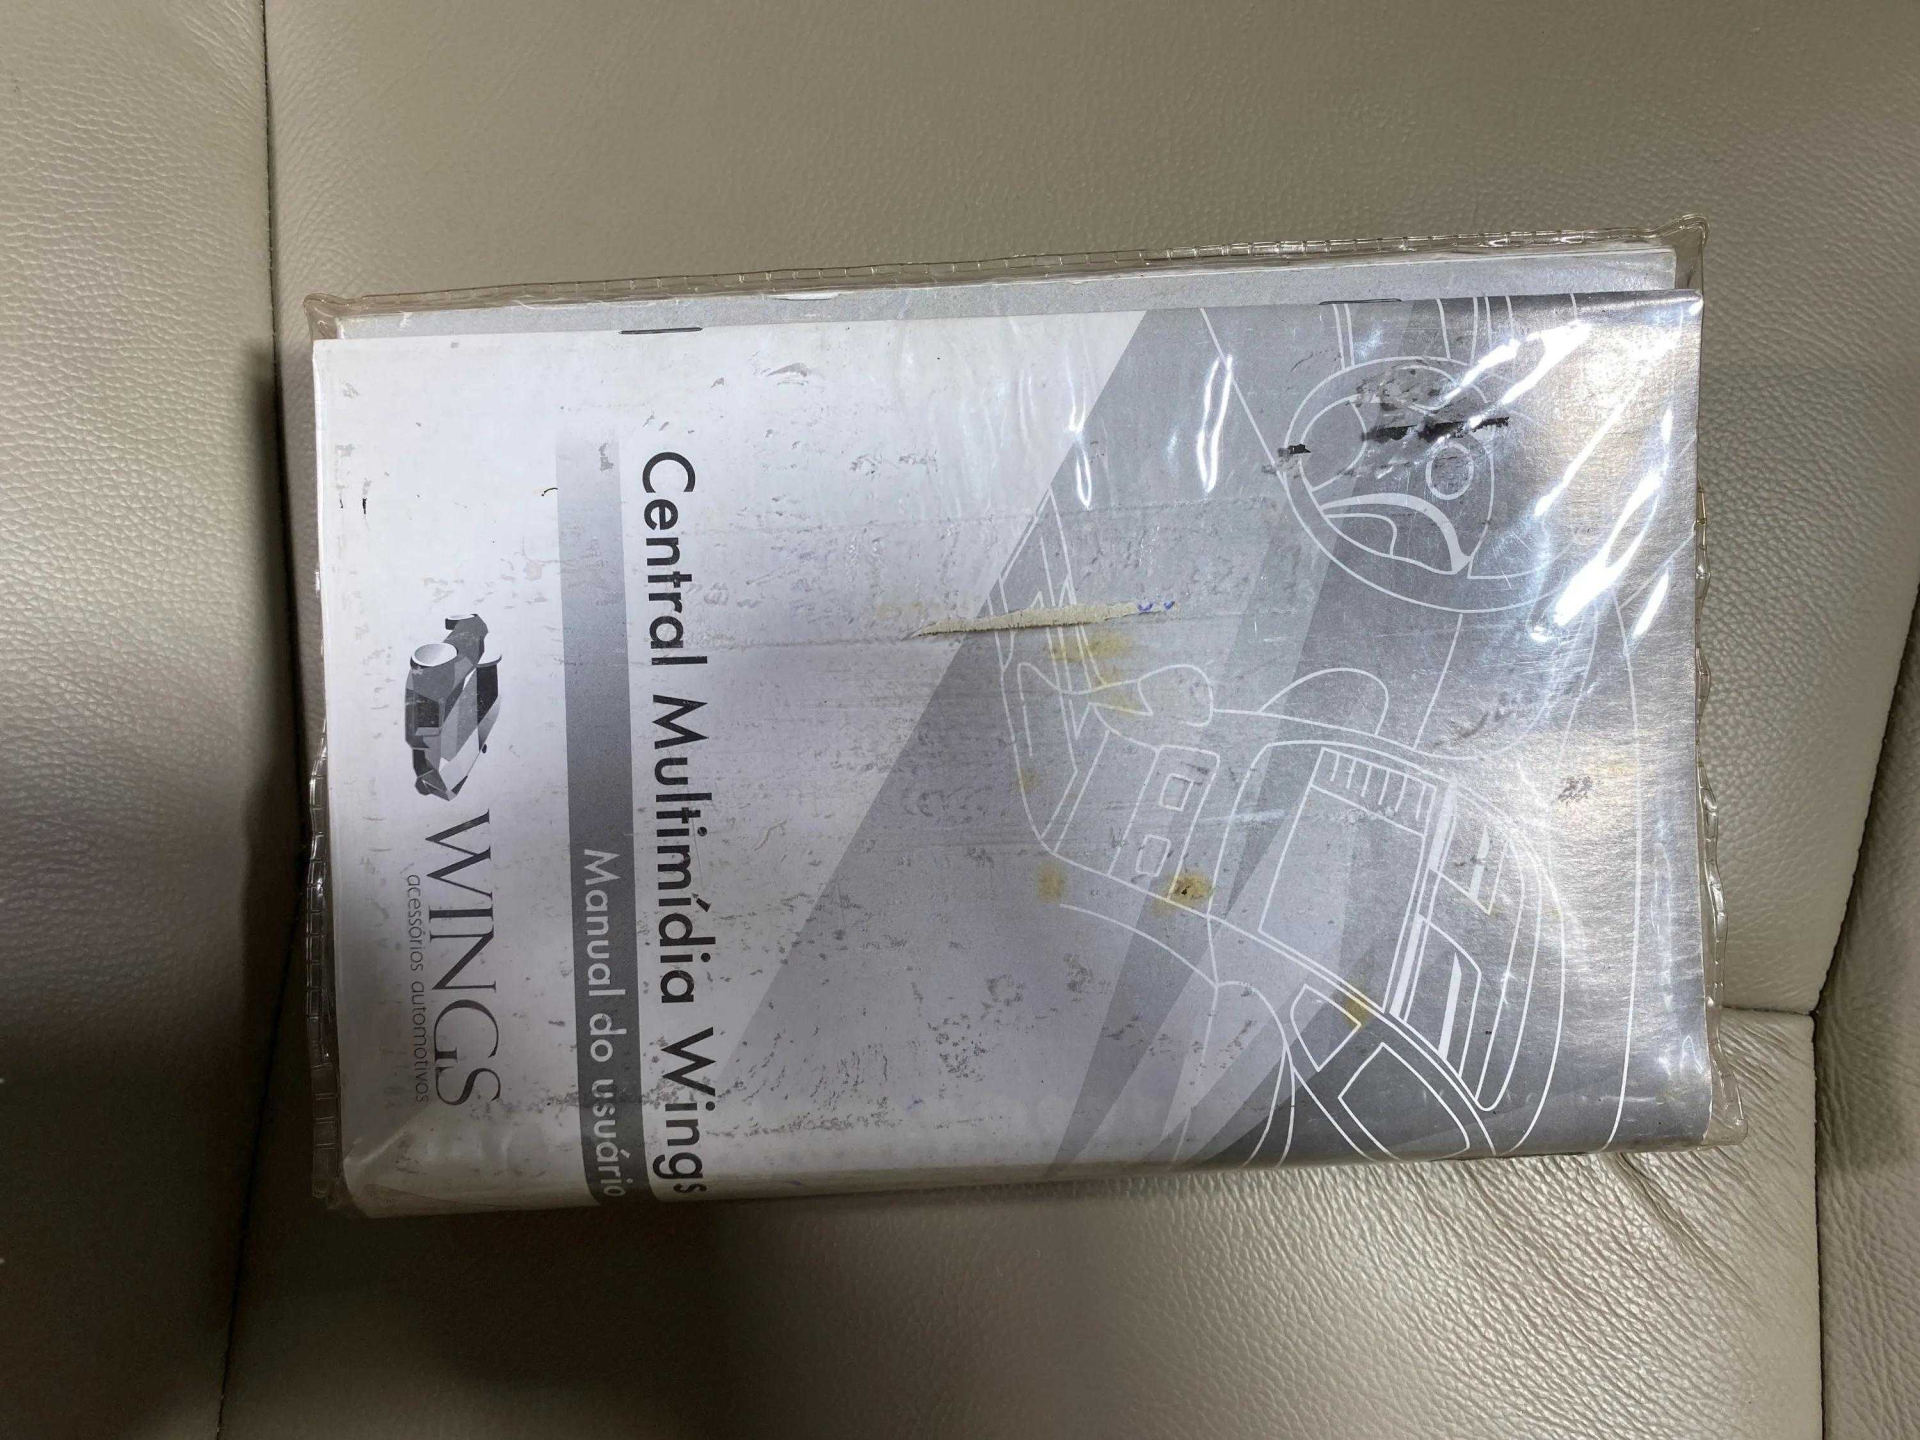 Central Multimídia Wings
Manual do usuário
WINGS
acessórios automotivos